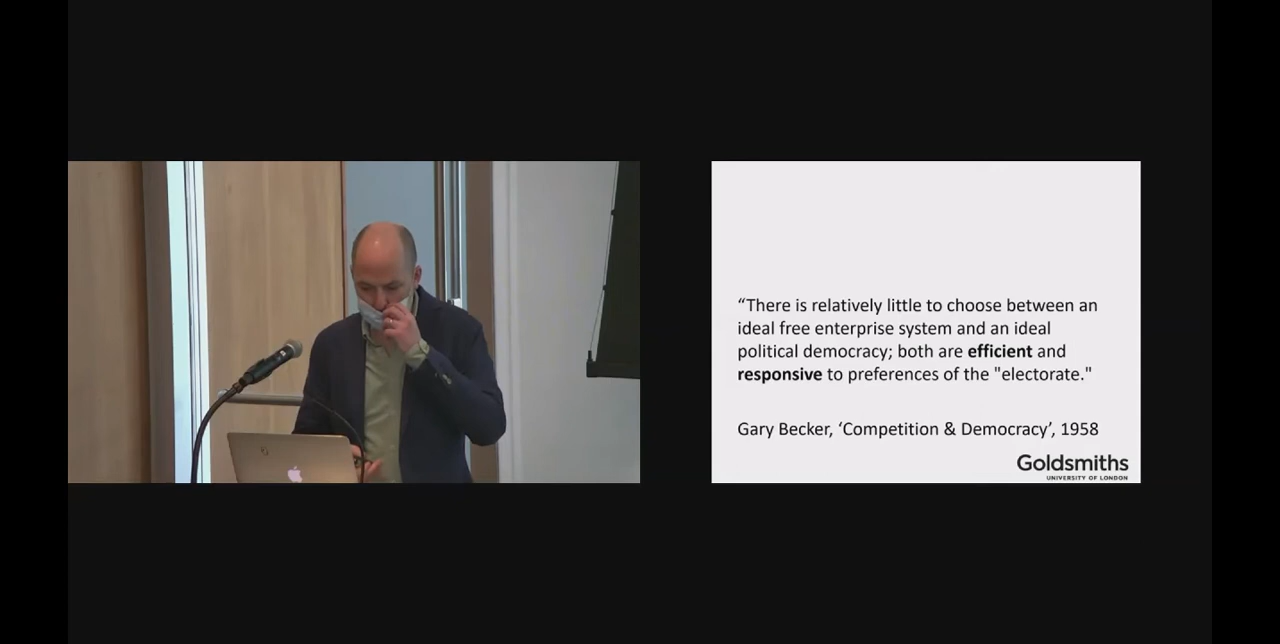 “There is relatively little to choose between an
ideal free enterprise system and an ideal
political democracy; both are efficient and
responsive to preferences of the "electorate."
Gary Becker, ‘Competition & Democracy’, 1958
Goldsmiths
UNIVERSITY OF LONDON